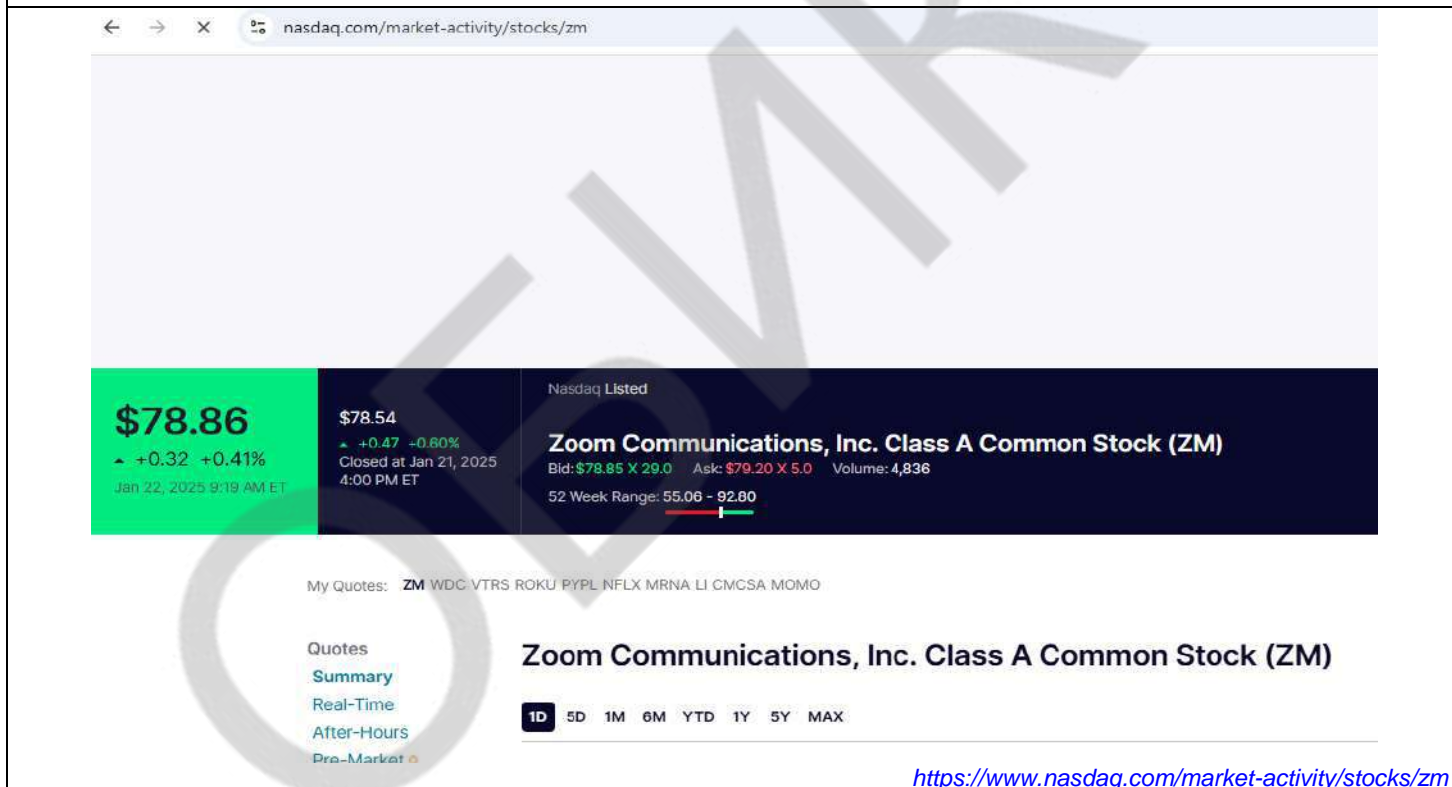 nasdaq.com/market-activity/stocks/zm
$78.86
+0.32 +0.41%
Jan 22, 2025 9:19 AM ET
$78.54
+0.47 +0.60%
Closed at Jan 21, 2025
4:00 PM ET
Nasdaq Listed
Zoom Communications, Inc. Class A Common Stock (ZM)
Bid: $78.85 X 29.0 Ask: $79.20 X 5.0 Volume: 4,836
52 Week Range: 55.06 - 92.80
My Quotes: ZM WDC VTRS ROKU PYPL NFLX MRNA LI CMCSA MOMO
Quotes
Summary
Real-Time
After-Hours
Pre-Market
Zoom Communications, Inc. Class A Common Stock (ZM)
1D 5D 1M 6M YTD 1Y 5Y MAX
https://www.nasdaq.com/market-activity/stocks/zm